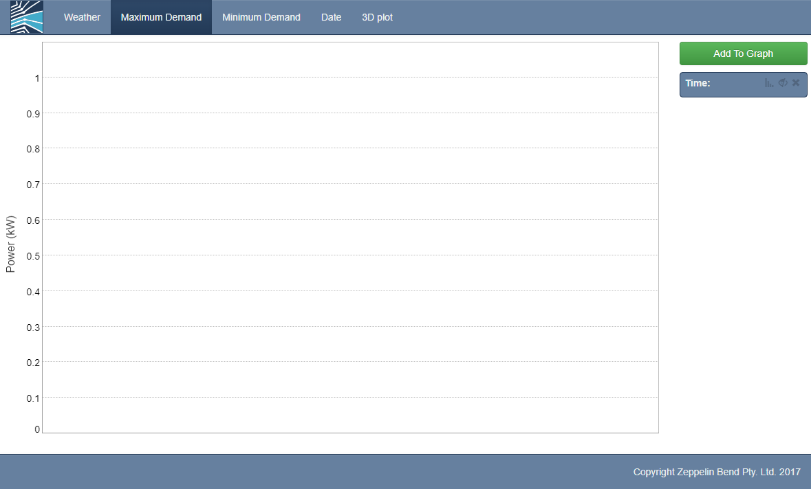 Weather
Maximum Demand
Minimum Demand
Date
3D plot
Add To Graph
Time:
Power (kW)
1
0.9
0.8
0.7
0.6
0.5
0.4
0.3
0.2
0.1
0
Copyright Zeppelin Bend Ply. Ltd. 2017